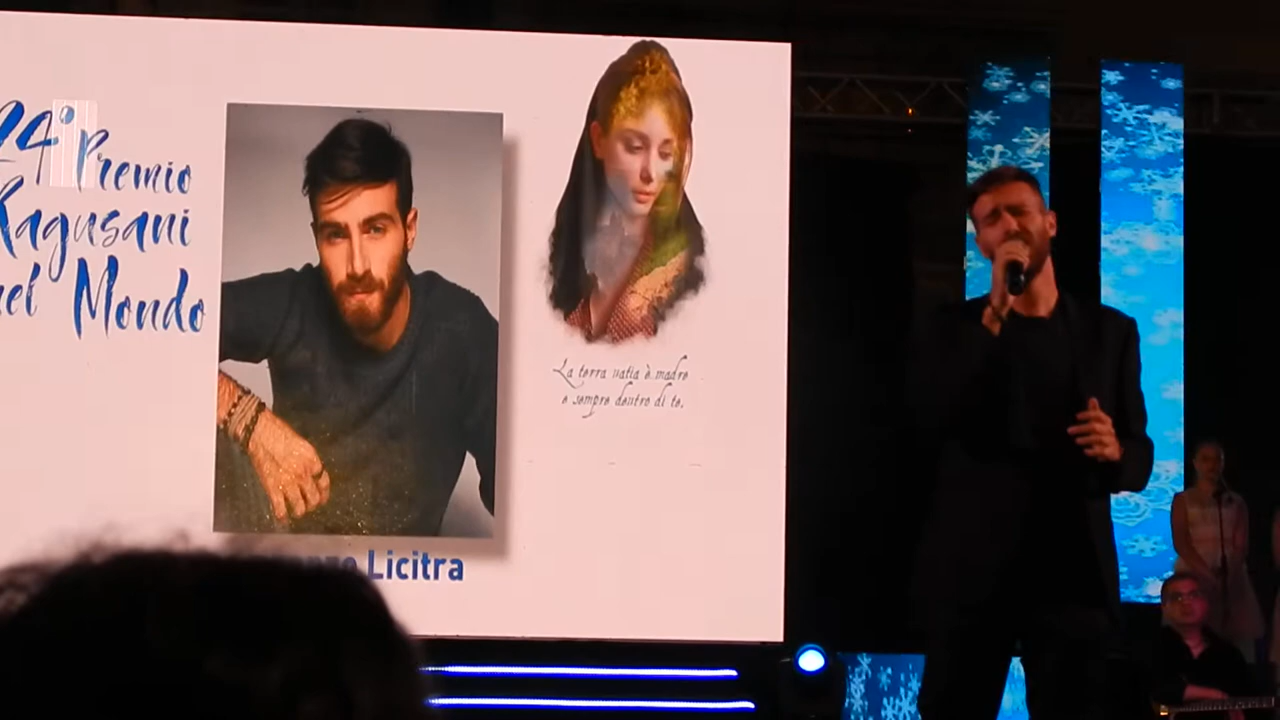 24° Premio
Ragusani
nel Mondo
La terra natia è madre
e sempre dentro di te.
Licitra